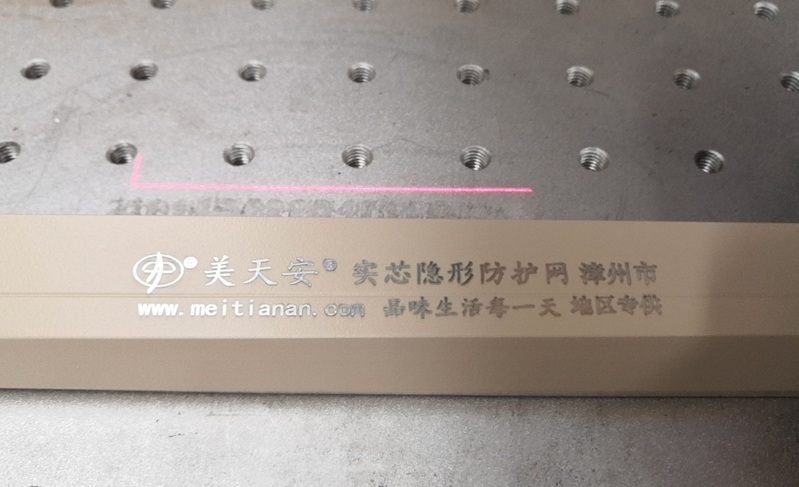 美天安® 实芯隐形防护网 漳州市
www.meitianan.com 品味生活每一天 地区专供